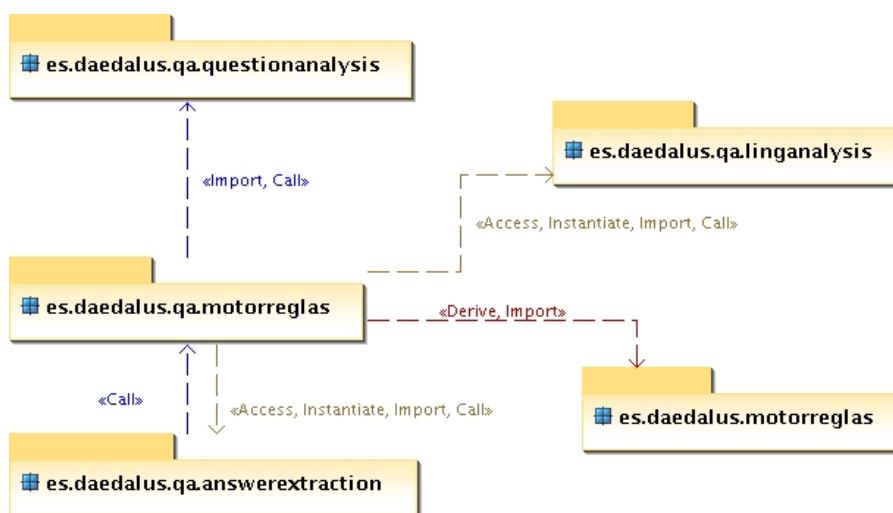 es.daedalus.qa.questionanalysis
es.daedalus.qa.linganalysis
«Import, Call»
«Access, Instantiate, Import, Call»
es.daedalus.qa.motorreglas
«Derive, Import»
«Call»
«Access, Instantiate, Import, Call»
es.daedalus.motorreglas
es.daedalus.qa.answerextraction